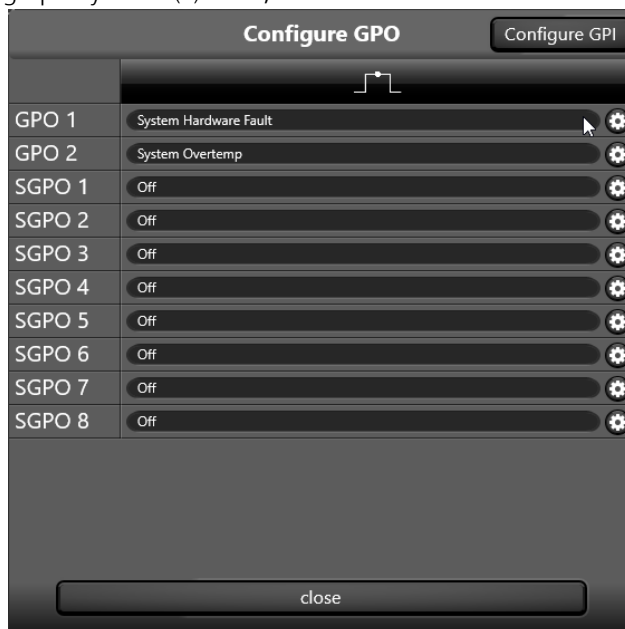 Configure GPO
Configure GPI
GPO 1 System Hardware Fault
GPO 2 System Overtemp
SGPO 1 Off
SGPO 2 Off
SGPO 3 Off
SGPO 4 Off
SGPO 5 Off
SGPO 6 Off
SGPO 7 Off
SGPO 8 Off
close